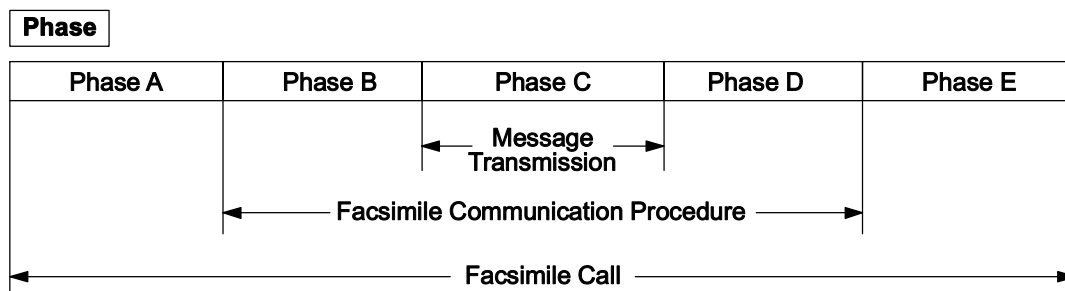 Phase
Phase A Phase B Phase C Phase D Phase E
Message
Transmission
Facsimile Communication Procedure
Facsimile Call